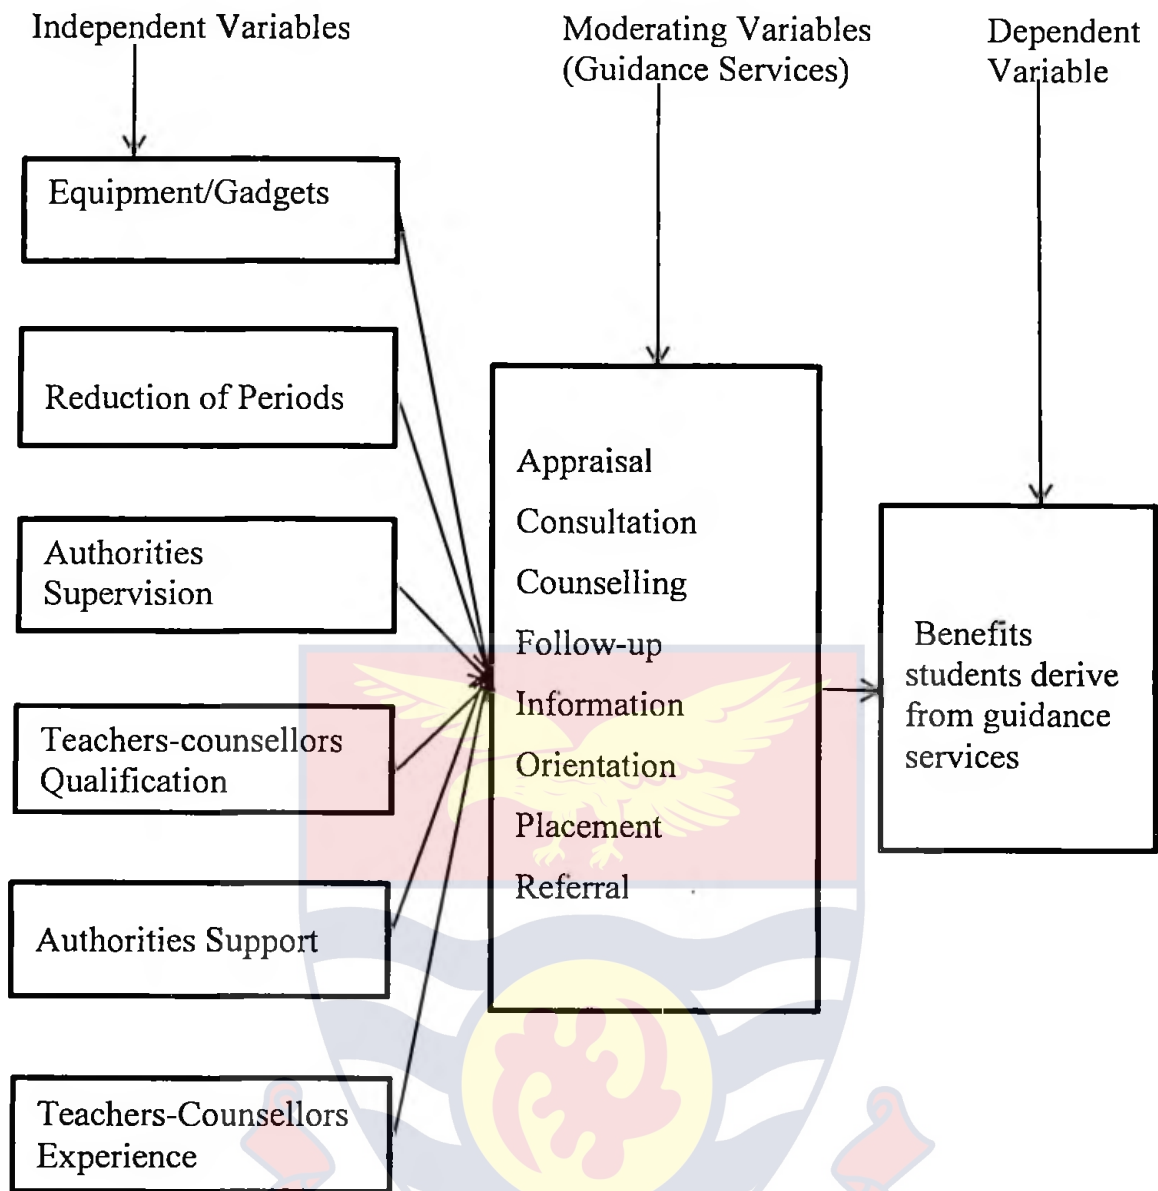 Independent Variables
Moderating Variables
(Guidance Services)
Dependent
Variable
Equipment/Gadgets
Reduction of Periods
Authorities
Supervision
Teachers-counsellors
Qualification
Authorities Support
Teachers-Counsellors
Experience
Appraisal
Consultation
Counselling
Follow-up
Information
Orientation
Placement
Referral
Benefits
students derive
from guidance
services